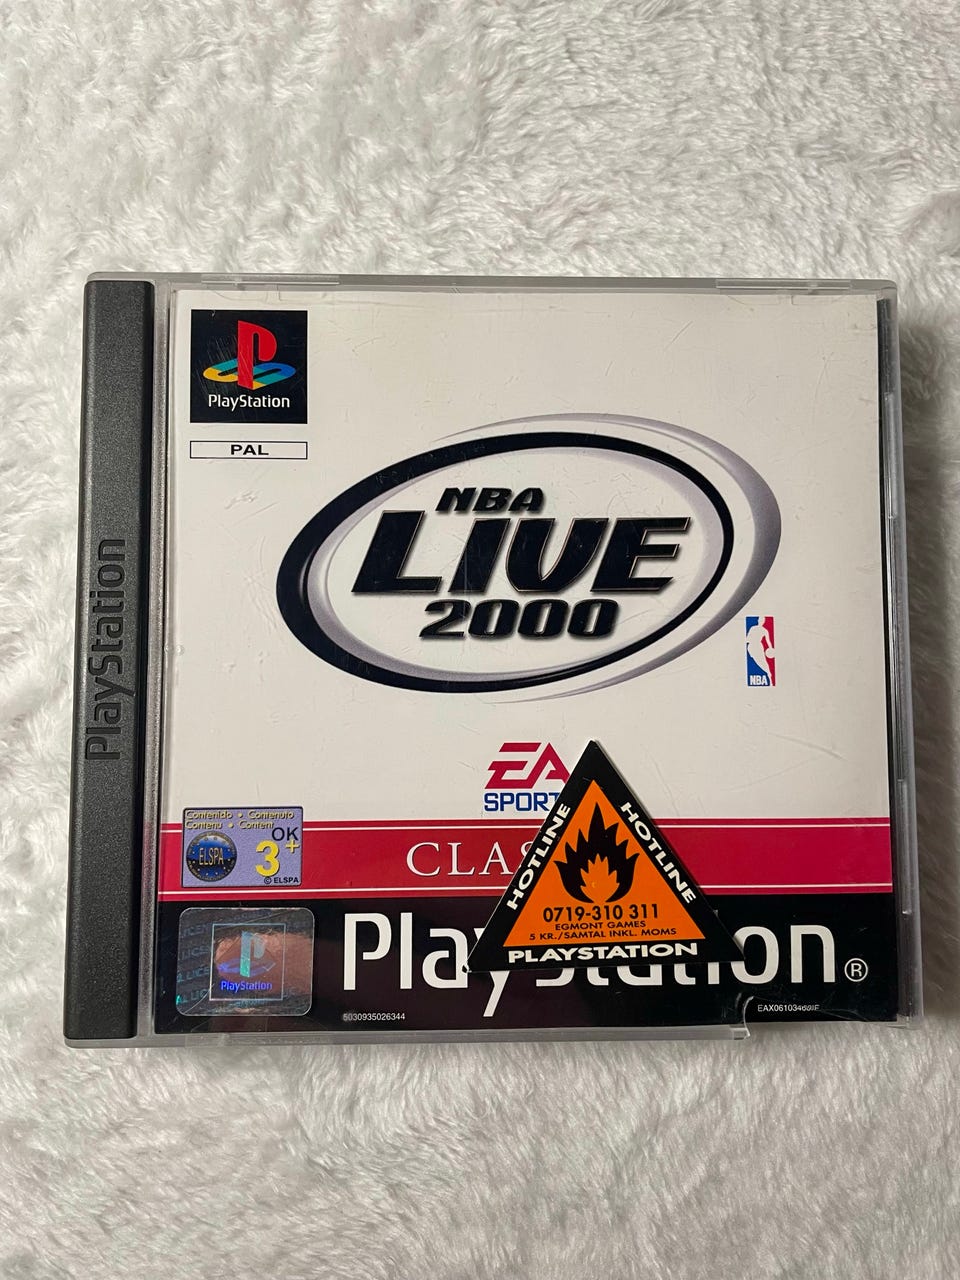 PlayStation
PlayStation
PAL
NBA
LIVE
2000
NBA
EA
SPORT
Contenido • Contenuto
Contenu • Content
OK
3+
ELSPA
© ELSPA
CLAS
HOTLINE
HOTLINE
0719-310 311
EGMONT GAMES
5 KR./SAMTAL INKL. MOMS
PLAYSTATION
PlayStation®
PlayStation
5030935026344